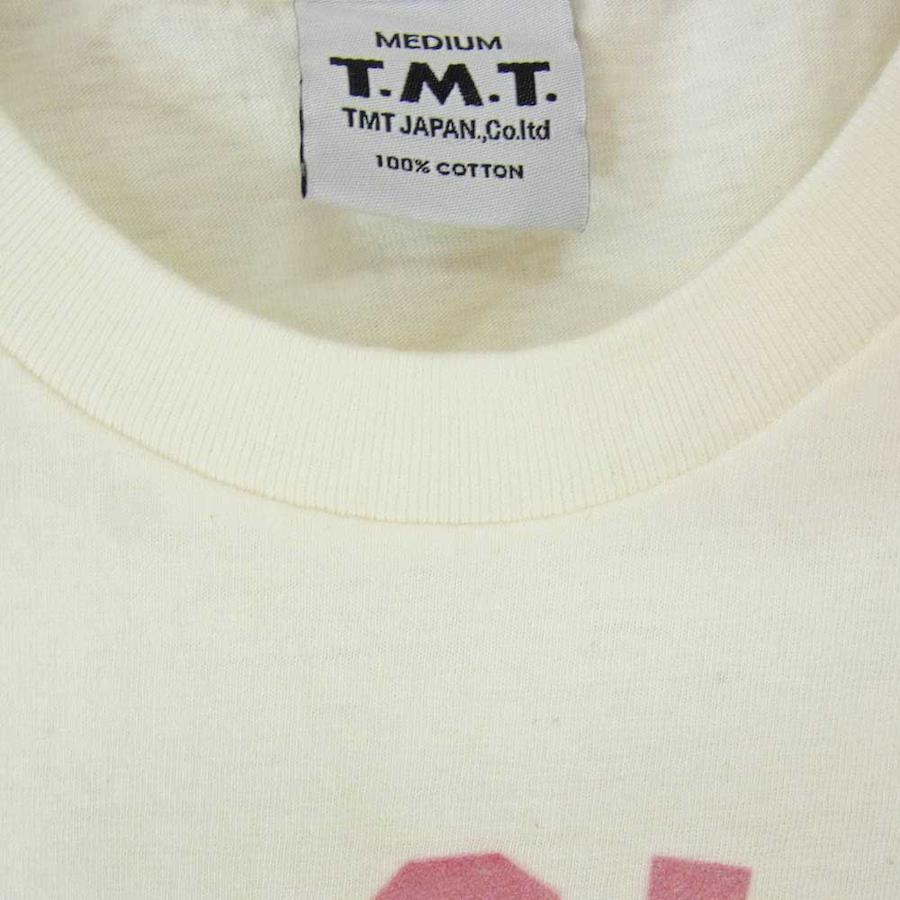 MEDIUM
T.M.T.
TMT JAPAN.,Co.ltd
100% COTTON